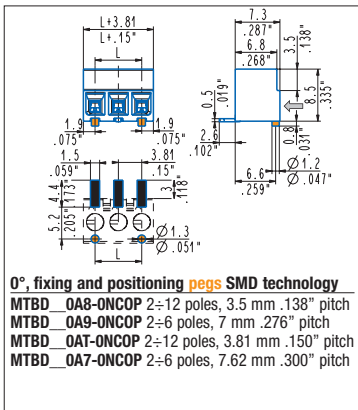 L+3.81
L+.15"
L
7.3
.287"
6.8
.268"
3.5
.138"
8.5
.335"
0.5
.019"
1.9
.075"
1.9
.075"
2.6
.102"
0.8
.031"
1.5
.059"
3.81
.15"
3
.118"
6.6
.259"
Ø 1.2
Ø .047"
4.4
.173"
5.2
.205"
Ø 1.3
Ø .051"
L
0°, fixing and positioning pegs SMD technology
MTBD__0A8-0NCOP 2÷12 poles, 3.5 mm .138” pitch
MTBD__0A9-0NCOP 2÷6 poles, 7 mm .276” pitch
MTBD__0AT-0NCOP 2÷12 poles, 3.81 mm .150” pitch
MTBD__0A7-0NCOP 2÷6 poles, 7.62 mm .300” pitch